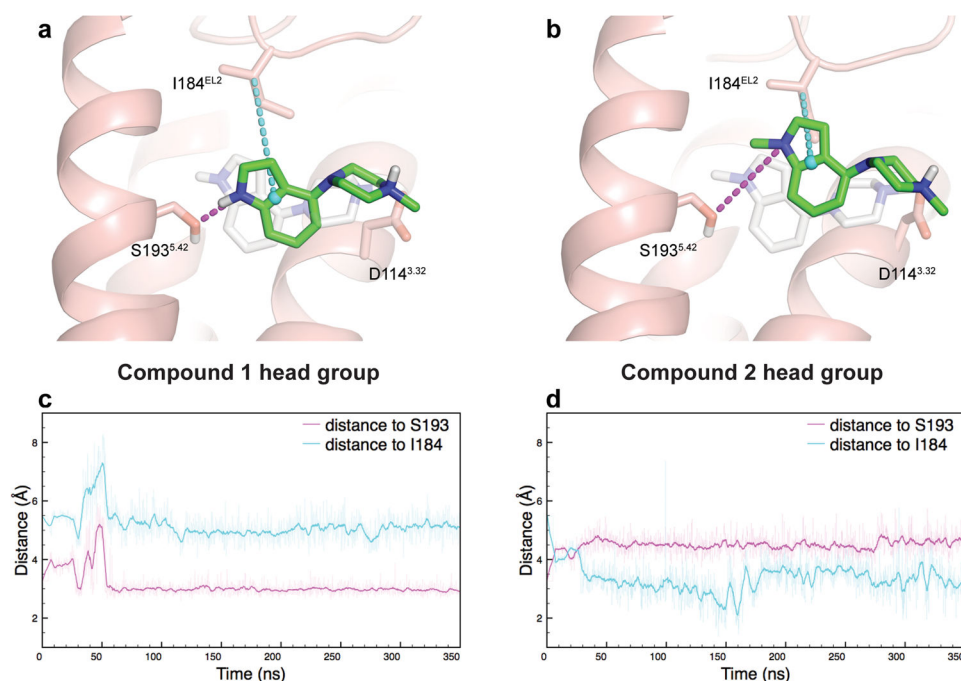 a
b
I184EL2
I184EL2
S1935.42
S1935.42
D1143.32
D1143.32
Compound 1 head group
Compound 2 head group
c
d
distance to S193
distance to I184
distance to S193
distance to I184
Distance (Å)
8
6
4
2
0
50
100
150
200
250
300
350
Time (ns)
Distance (Å)
8
6
4
2
0
50
100
150
200
250
300
350
Time (ns)